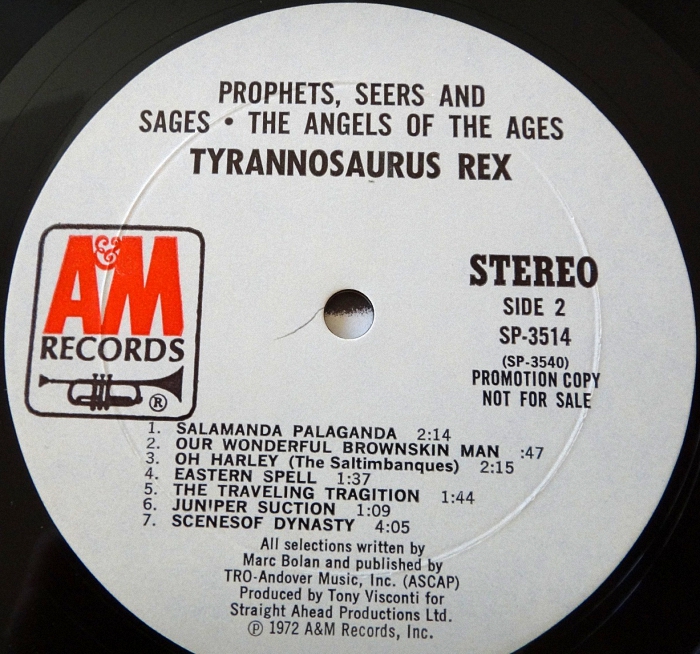 PROPHETS, SEERS AND
SAGES • THE ANGELS OF THE AGES
TYRANNOSAURUS REX
A&M
RECORDS
®
STEREO
SIDE 2
SP-3514
(SP-3540)
PROMOTION COPY
NOT FOR SALE
1. SALAMANDA PALAGANDA 2:14
2. OUR WONDERFUL BROWNSKIN MAN :47
3. OH HARLEY (The Saltimbanques) 2:15
4. EASTERN SPELL 1:37
5. THE TRAVELING TRAGITION 1:44
6. JUNIPER SUCTION 1:09
7. SCENESOF DYNASTY 4:05
All selections written by
Marc Bolan and published by
TRO-Andover Music, Inc. (ASCAP)
Produced by Tony Visconti for
Straight Ahead Productions Ltd.
℗ 1972 A&M Records, Inc.